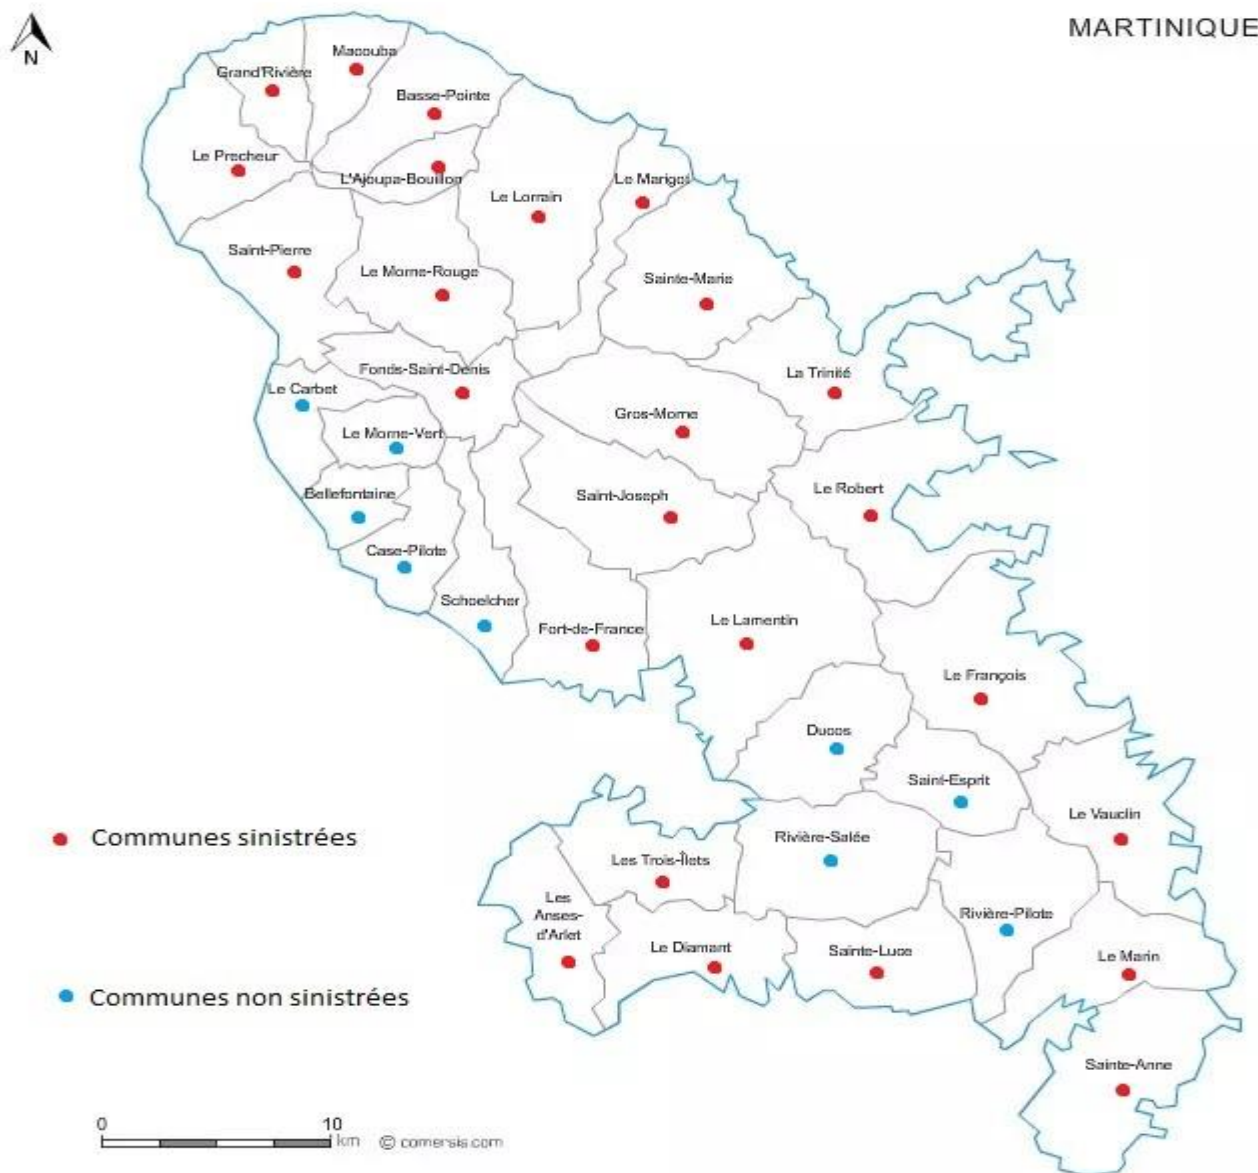 MARTINIQUE
N
Macouba
Grand'Rivière
Basse-Pointe
Le Precheur
L'Ajoupa-Bouillon
Le Marigot
Le Lorrain
Saint-Pierre
Le Morne-Rouge
Sainte-Marie
Fonds-Saint-Denis
La Trinité
Le Carbet
Gros-Morne
Le Morne-Vert
Le Robert
Bellefontaine
Saint-Joseph
Case-Pilote
Schoelcher
Le Lamentin
Fort-de-France
Le François
Ducos
Saint-Esprit
Le Vauclin
Communes sinistrées
Rivière-Salée
Les Trois-Îlets
Les
Anses-
d'Arlet
Rivière-Pilote
Le Diamant
Sainte-Luce
Le Marin
Communes non sinistrées
Sainte-Anne
0 10
km © comersis.com